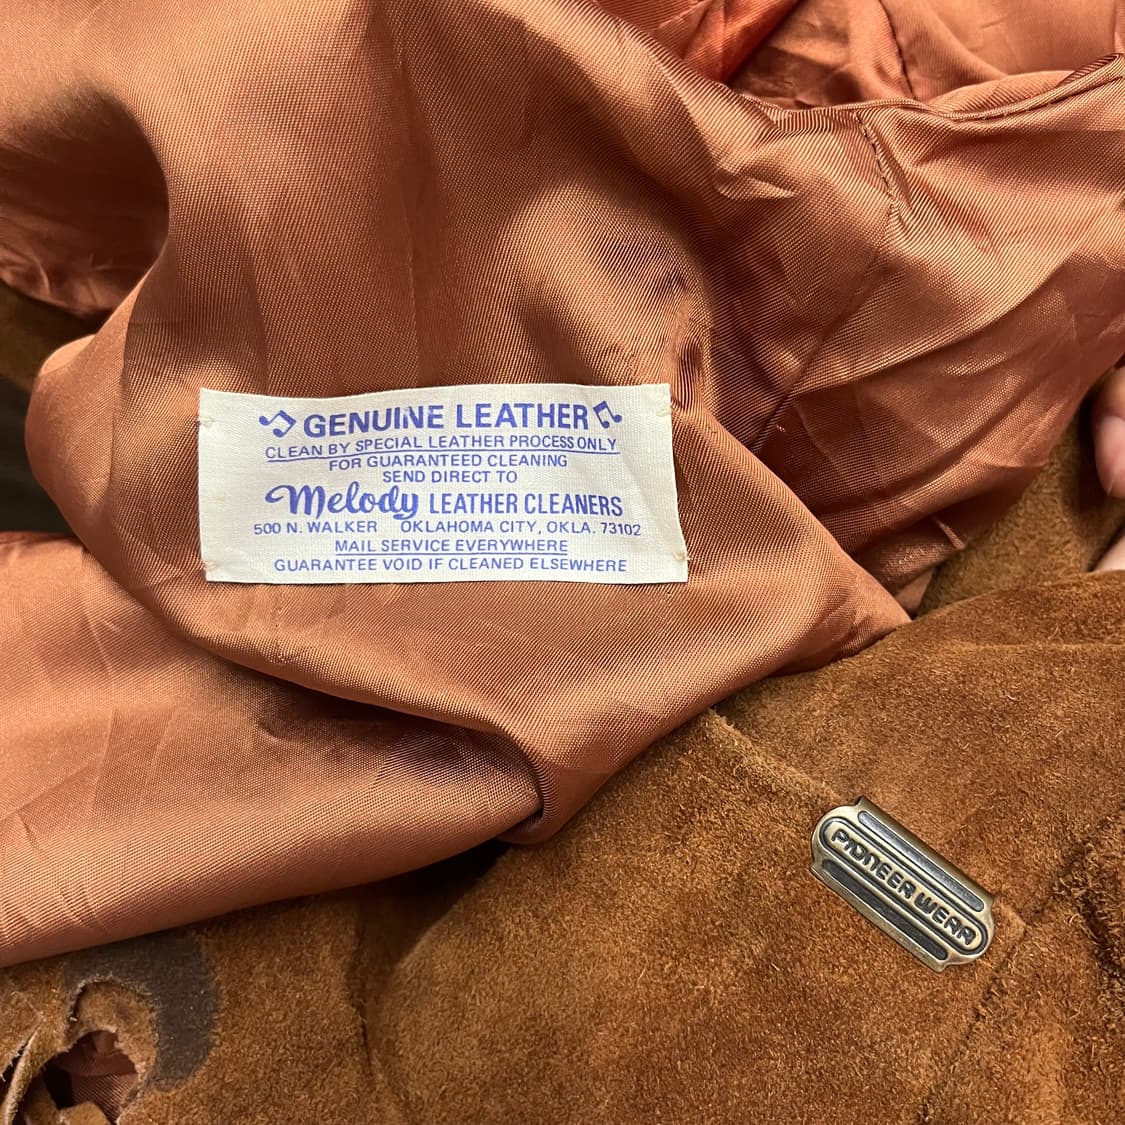 GENUINE LEATHER
CLEAN BY SPECIAL LEATHER PROCESS ONLY
FOR GUARANTEED CLEANING
SEND DIRECT TO
Melody LEATHER CLEANERS
500 N. WALKER OKLAHOMA CITY, OKLA. 73102
MAIL SERVICE EVERYWHERE
GUARANTEE VOID IF CLEANED ELSEWHERE
PIONEER WEAR